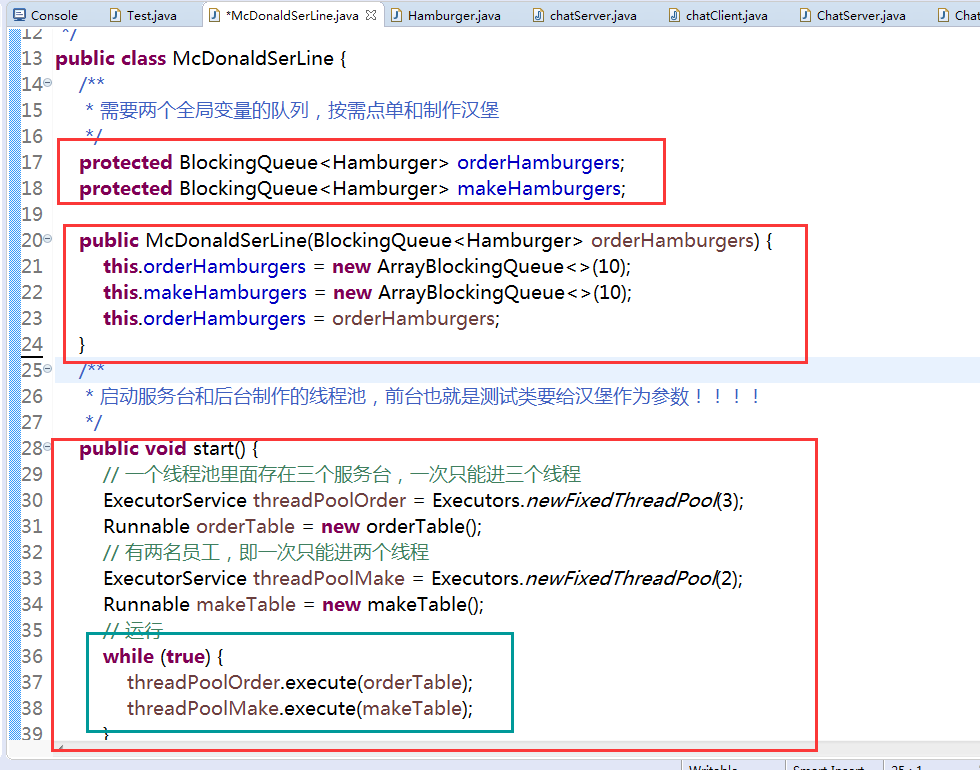 Console Test.java *McDonaldSerLine.java Hamburger.java chatServer.java chatClient.java ChatServer.java Chat
12 */
13 public class McDonaldSerLine {
14 /**
15 * 需要两个全局变量的队列，按需点单和制作汉堡
16 */
17 protected BlockingQueue<Hamburger> orderHamburgers;
18 protected BlockingQueue<Hamburger> makeHamburgers;
19
20 public McDonaldSerLine(BlockingQueue<Hamburger> orderHamburgers) {
21 this.orderHamburgers = new ArrayBlockingQueue<>(10);
22 this.makeHamburgers = new ArrayBlockingQueue<>(10);
23 this.orderHamburgers = orderHamburgers;
24 }
25 /**
26 * 启动服务台和后台制作的线程池，前台也就是测试类要给汉堡作为参数！！！！
27 */
28 public void start() {
29 // 一个线程池里面存在三个服务台，一次只能进三个线程
30 ExecutorService threadPoolOrder = Executors.newFixedThreadPool(3);
31 Runnable orderTable = new orderTable();
32 // 有两名员工，即一次只能进两个线程
33 ExecutorService threadPoolMake = Executors.newFixedThreadPool(2);
34 Runnable makeTable = new makeTable();
35 // 运行
36 while (true) {
37 threadPoolOrder.execute(orderTable);
38 threadPoolMake.execute(makeTable);
39 }
Writable Smart Insert 25 : 1